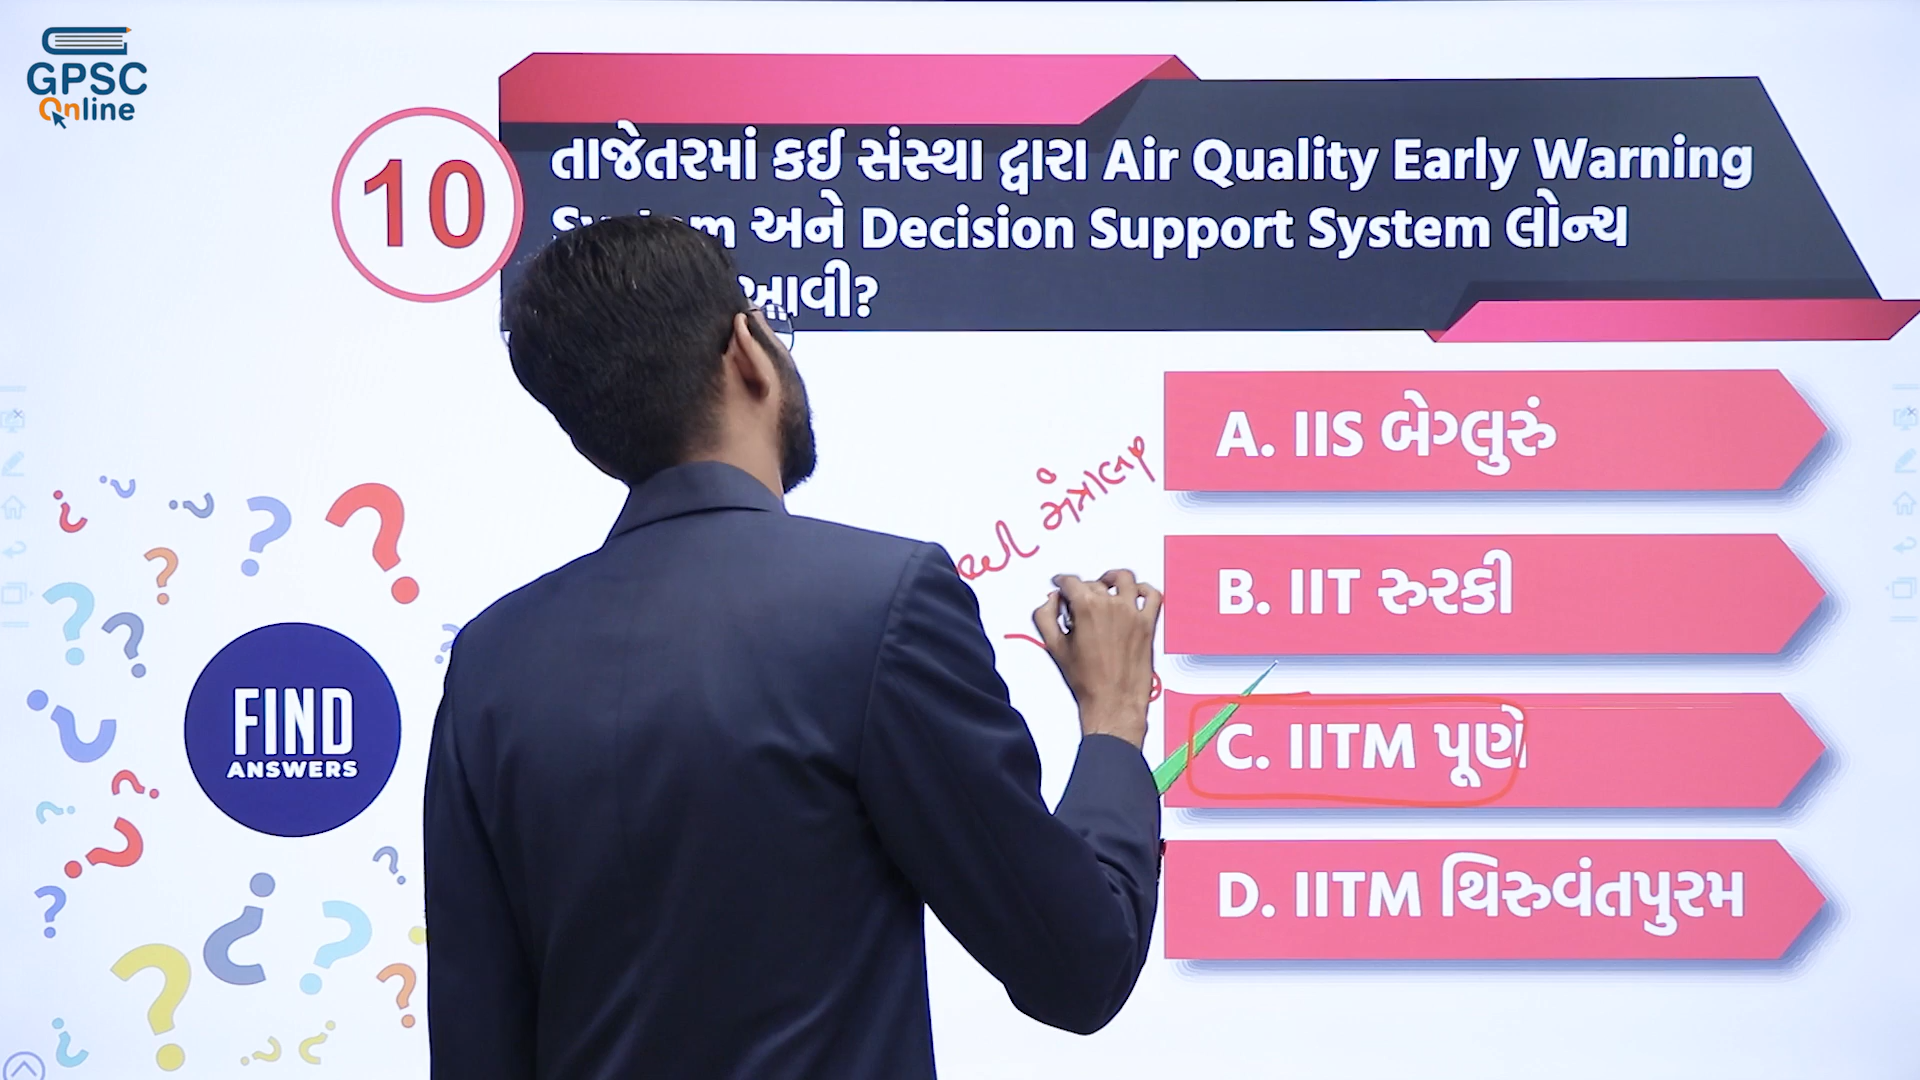 GPSC
Online
10
તાજેતરમાં કઈ સંસ્થા દ્વારા Air Quality Early Warning
અને Decision Support System લોન્ચ
આવી?
મંત્રાલય
A. IIS બેંગ્લુરું
B. IIT રુરકી
C. IITM પૂણે
D. IITM થિરુવંતપુરમ
FIND
ANSWERS